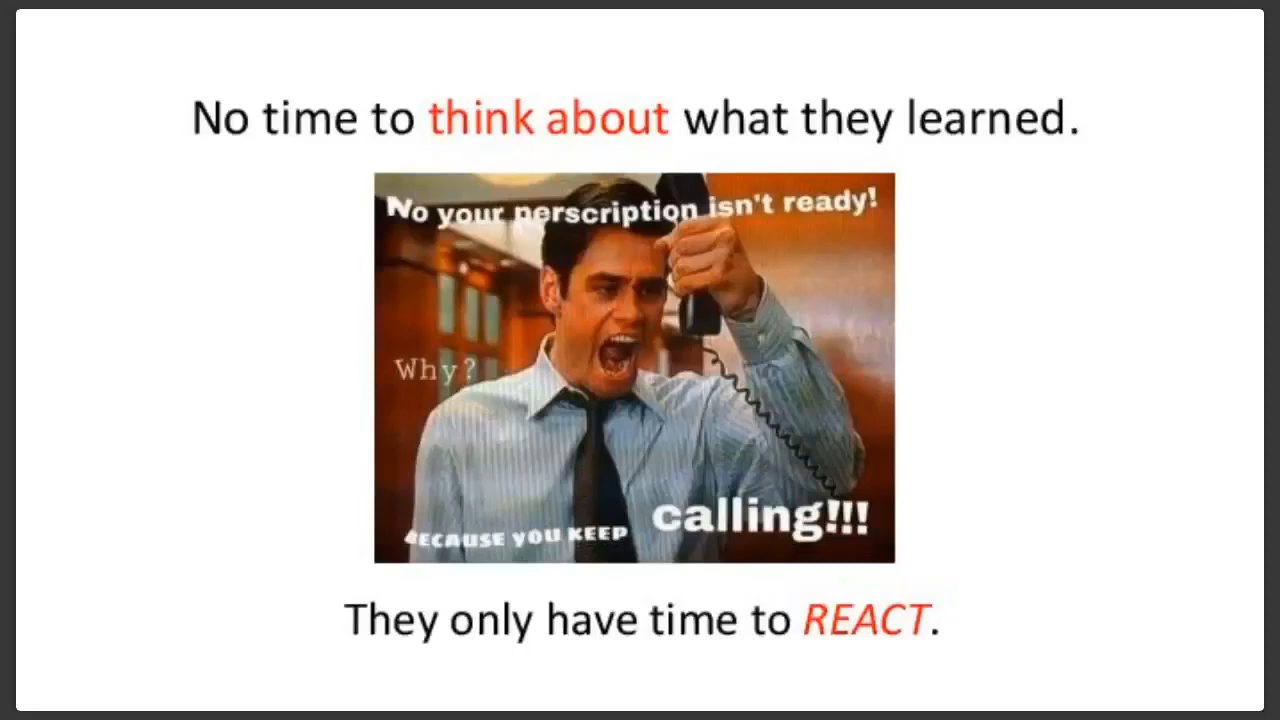 No time to think about what they learned.
No your perscription isn't ready!
Why?
BECAUSE YOU KEEP calling!!!
They only have time to REACT.